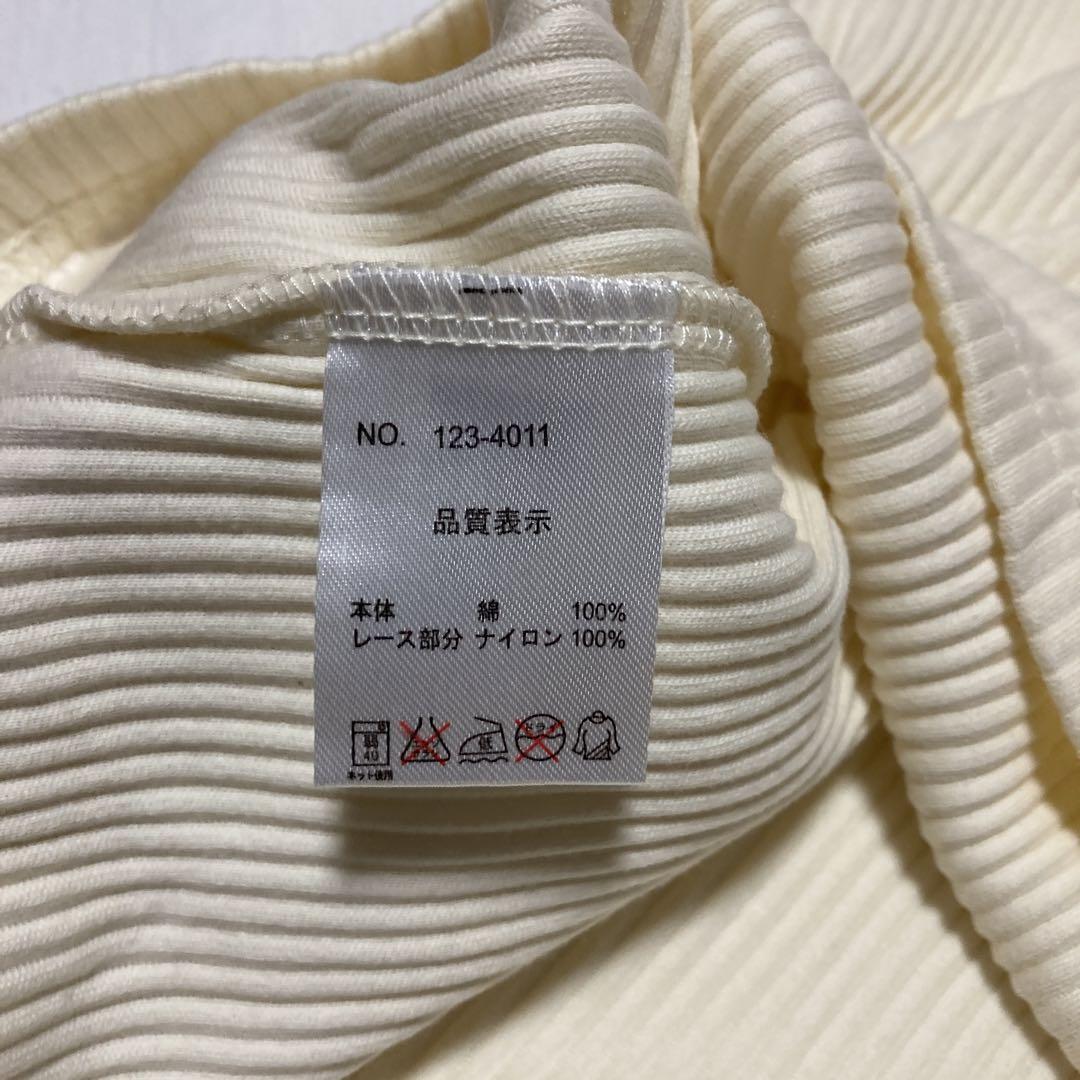 NO. 123-4011
品質表示
本体 綿 100%
レース部分 ナイロン 100%
40 低
ネット使用